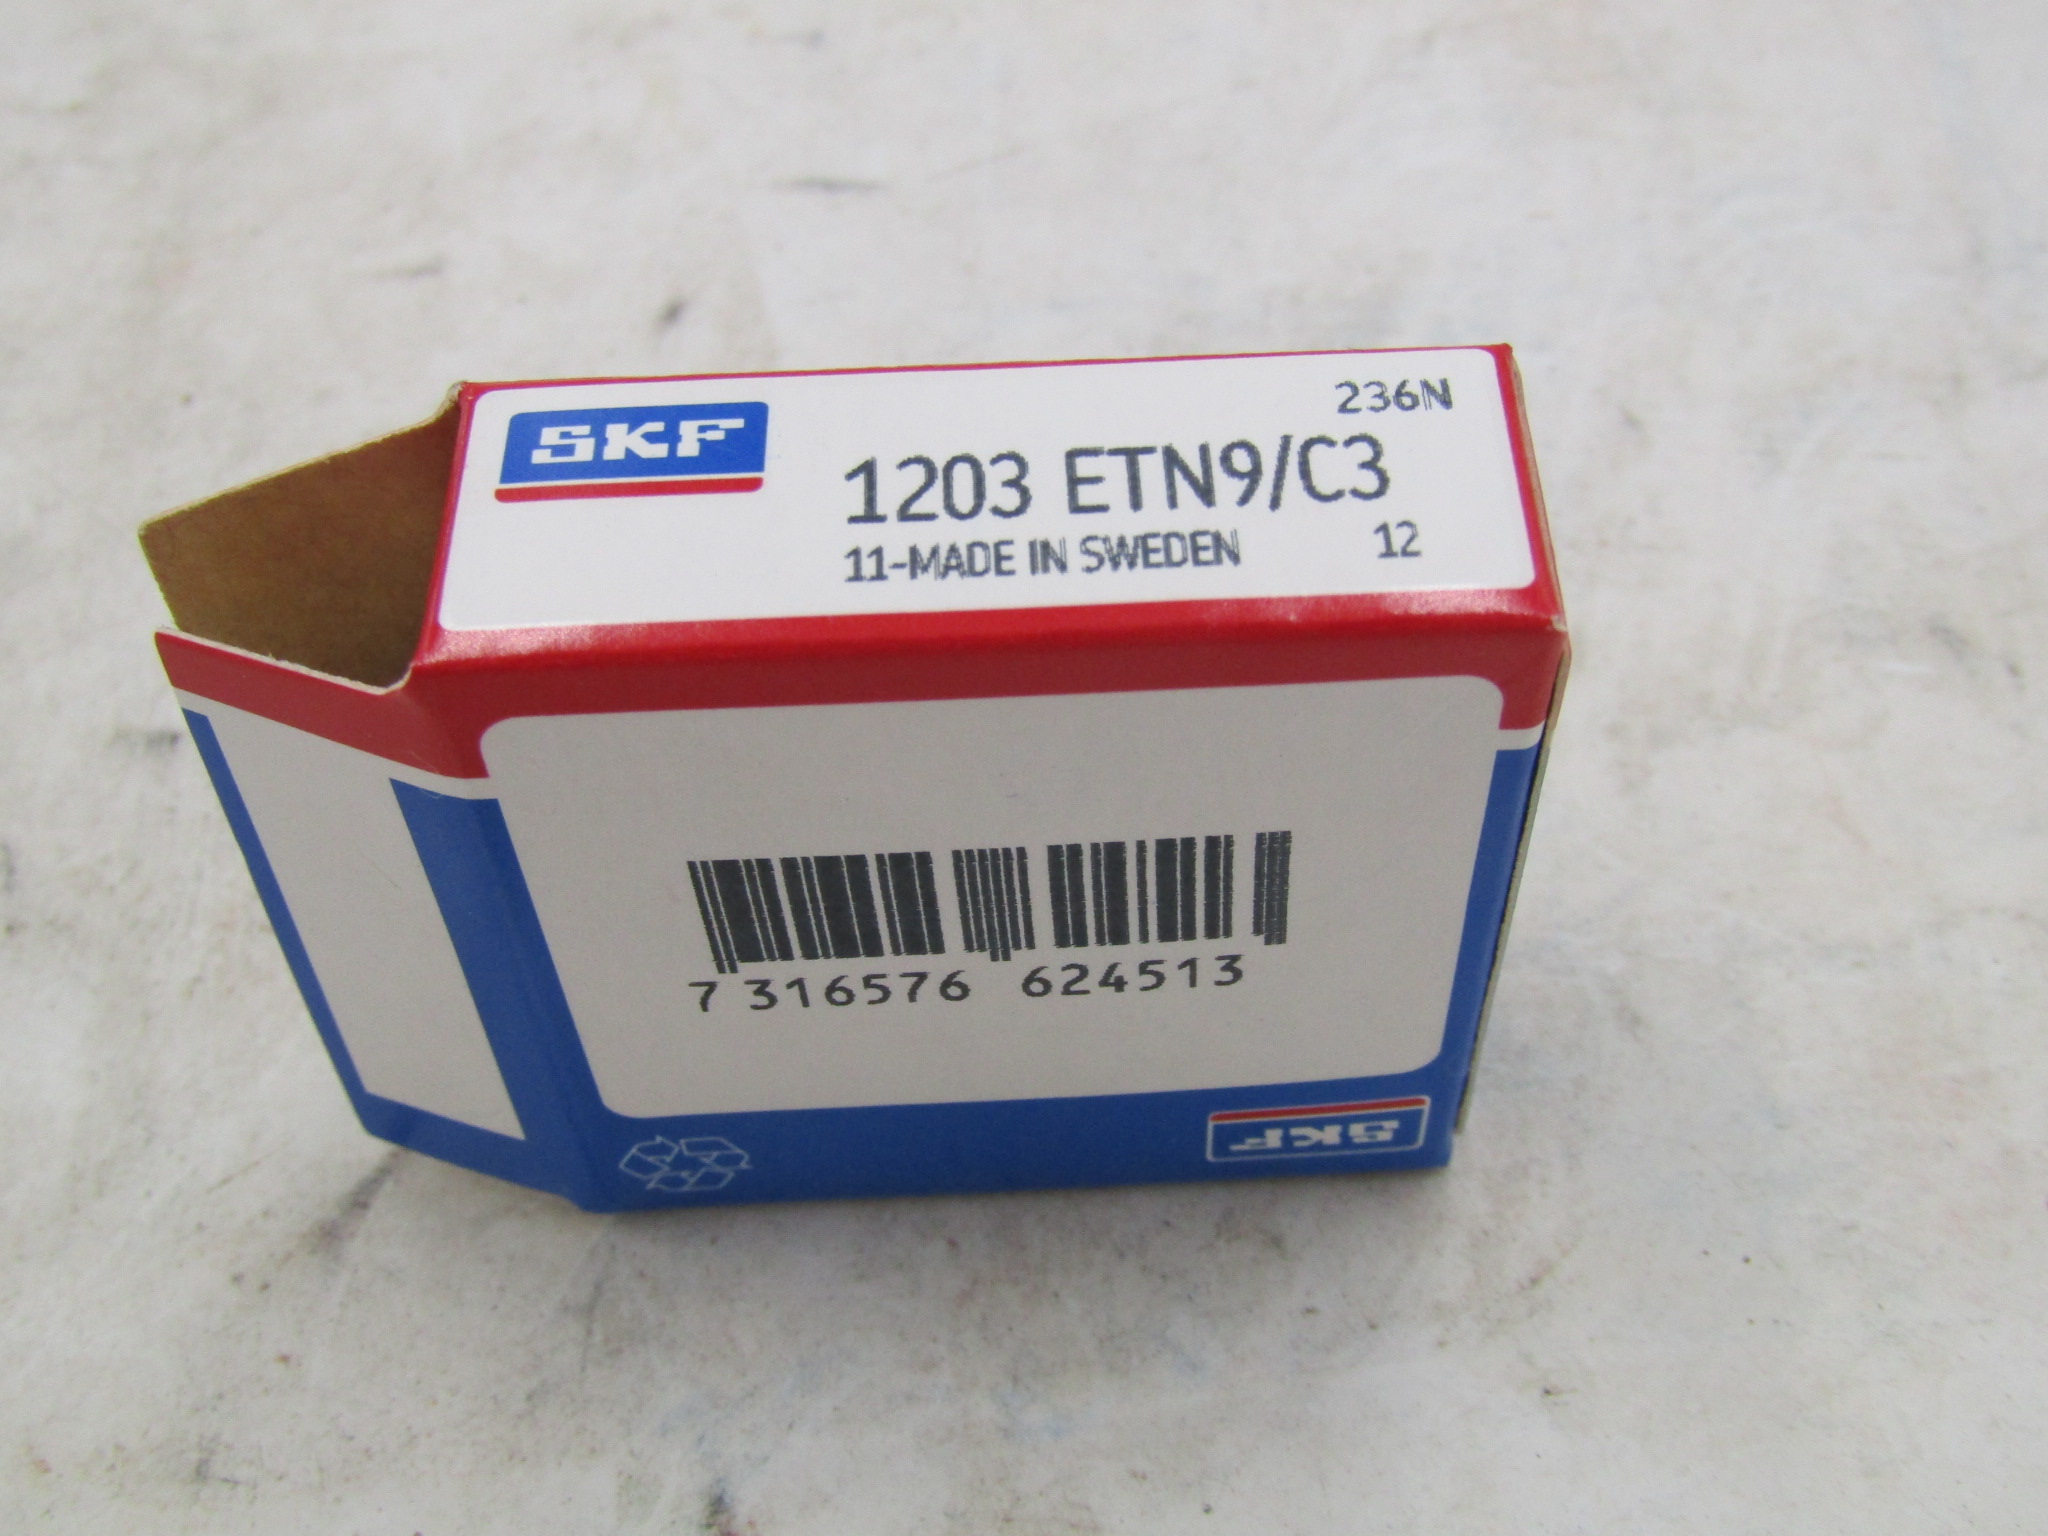 SKF
236N
1203 ETN9/C3
11-MADE IN SWEDEN 12
7 316576 624513
SKF